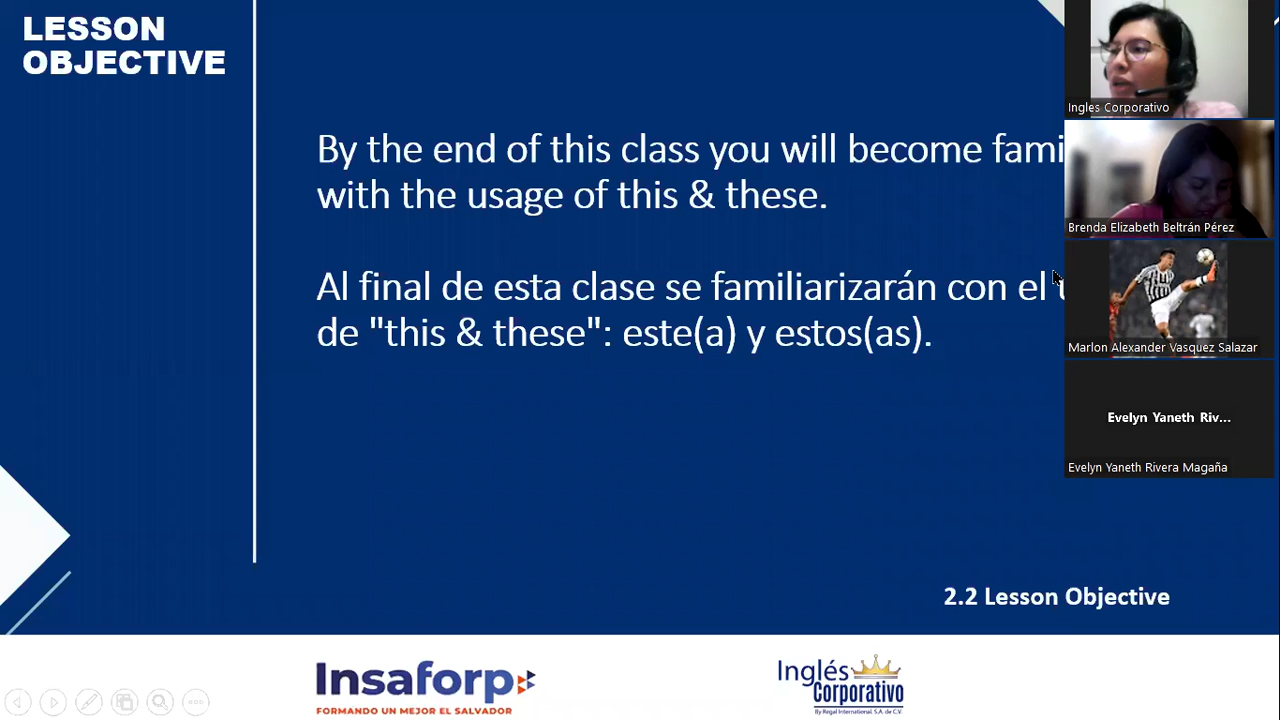 LESSON
OBJECTIVE
By the end of this class you will become fami
with the usage of this & these.
Al final de esta clase se familiarizarán con el
de "this & these": este(a) y estos(as).
2.2 Lesson Objective
Insaforp
FORMANDO UN MEJOR EL SALVADOR
Inglés
Corporativo
By Regal International, S.A. de C.V.
Ingles Corporativo
Brenda Elizabeth Beltrán Pérez
Marlon Alexander Vasquez Salazar
Evelyn Yaneth Riv...
Evelyn Yaneth Rivera Magaña